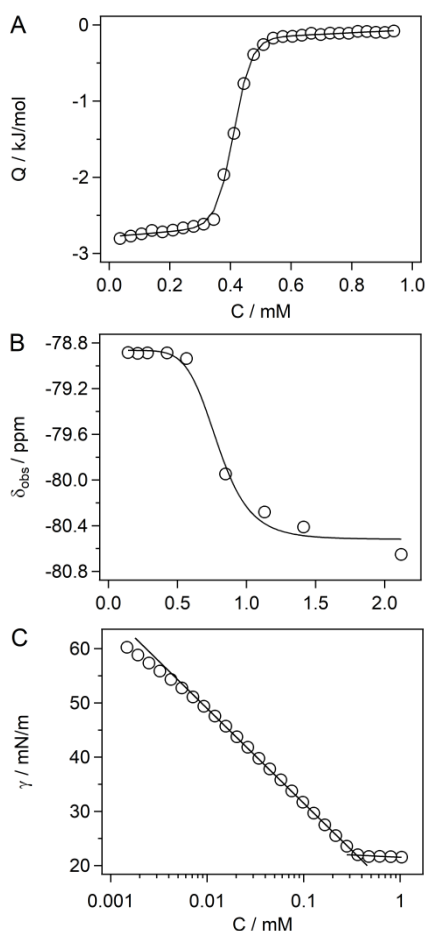 A
0
-1
-2
-3
Q / kJ/mol
0.0 0.2 0.4 0.6 0.8 1.0
C / mM
B
-78.8
-79.2
-79.6
-80.0
-80.4
-80.8
δobs / ppm
0.0 0.5 1.0 1.5 2.0
C
60
50
40
30
20
γ / mN/m
0.001 0.01 0.1 1
C / mM